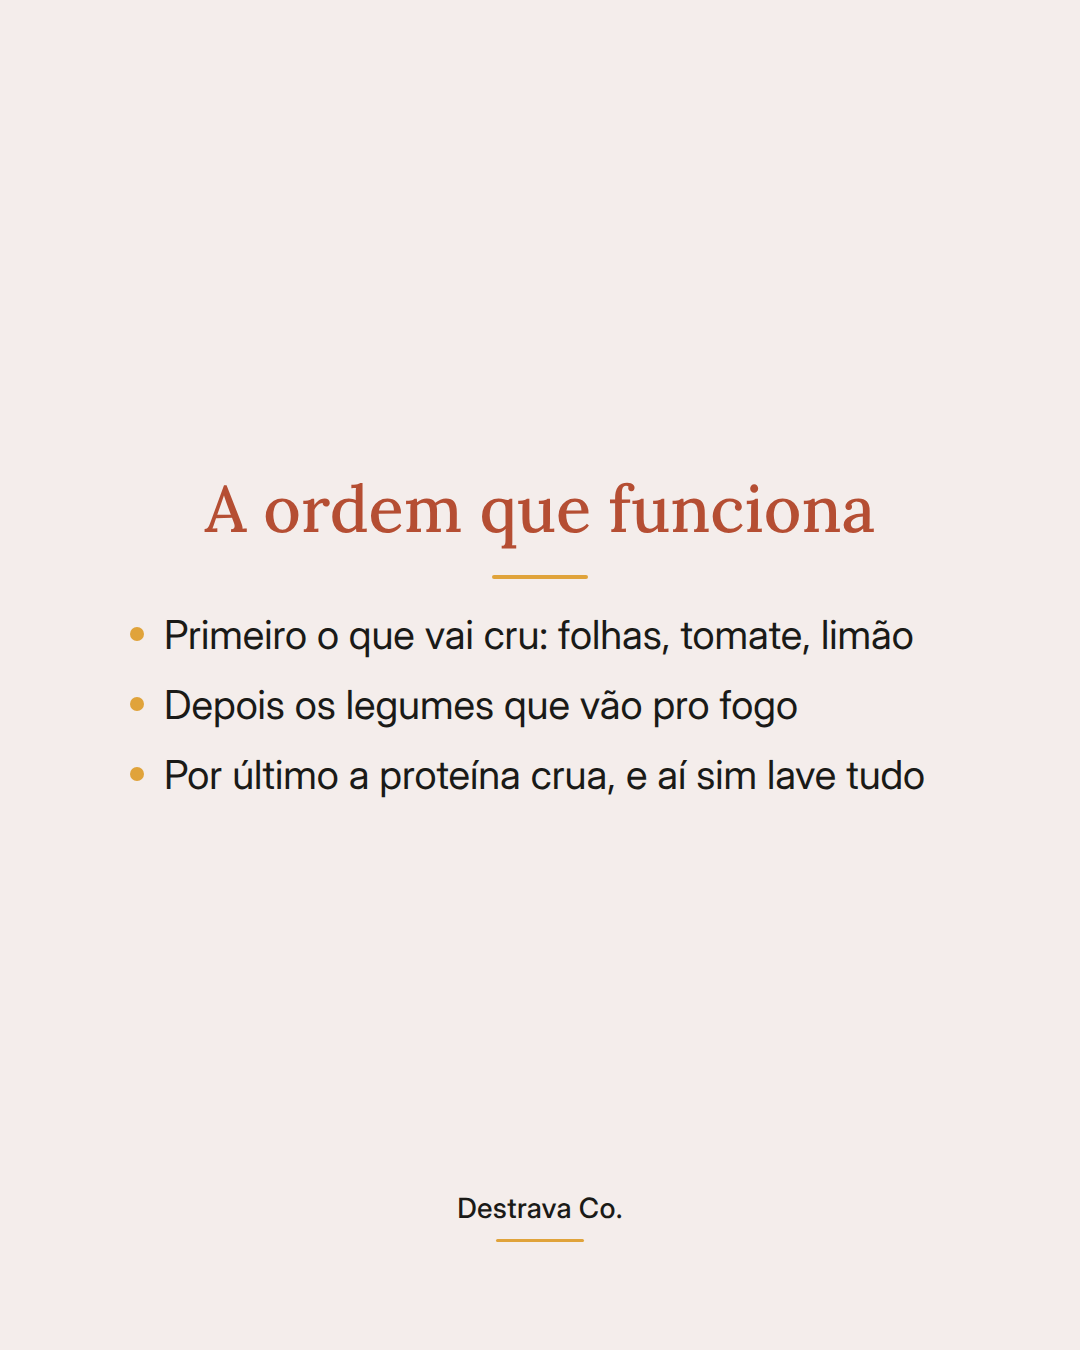 A ordem que funciona
Primeiro o que vai cru: folhas, tomate, limão
Depois os legumes que vão pro fogo
Por último a proteína crua, e aí sim lave tudo
Destrava Co.